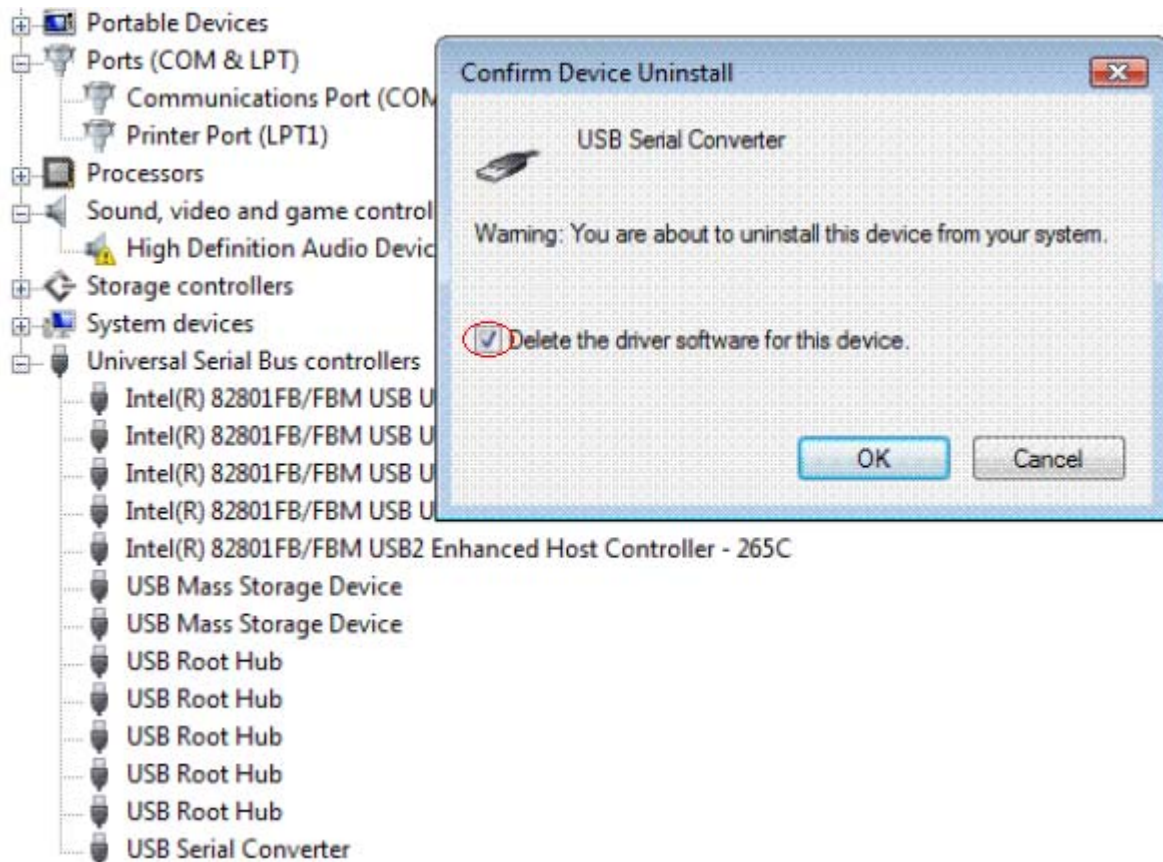 Portable Devices
Ports (COM & LPT)
Communications Port (COM
Printer Port (LPT1)
Processors
Sound, video and game control
High Definition Audio Devic
Storage controllers
System devices
Universal Serial Bus controllers
Intel(R) 82801FB/FBM USB U
Intel(R) 82801FB/FBM USB U
Intel(R) 82801FB/FBM USB U
Intel(R) 82801FB/FBM USB U
Intel(R) 82801FB/FBM USB2 Enhanced Host Controller - 265C
USB Mass Storage Device
USB Mass Storage Device
USB Root Hub
USB Root Hub
USB Root Hub
USB Root Hub
USB Root Hub
USB Serial Converter
Confirm Device Uninstall
USB Serial Converter
Warning: You are about to uninstall this device from your system.
Delete the driver software for this device.
OK
Cancel